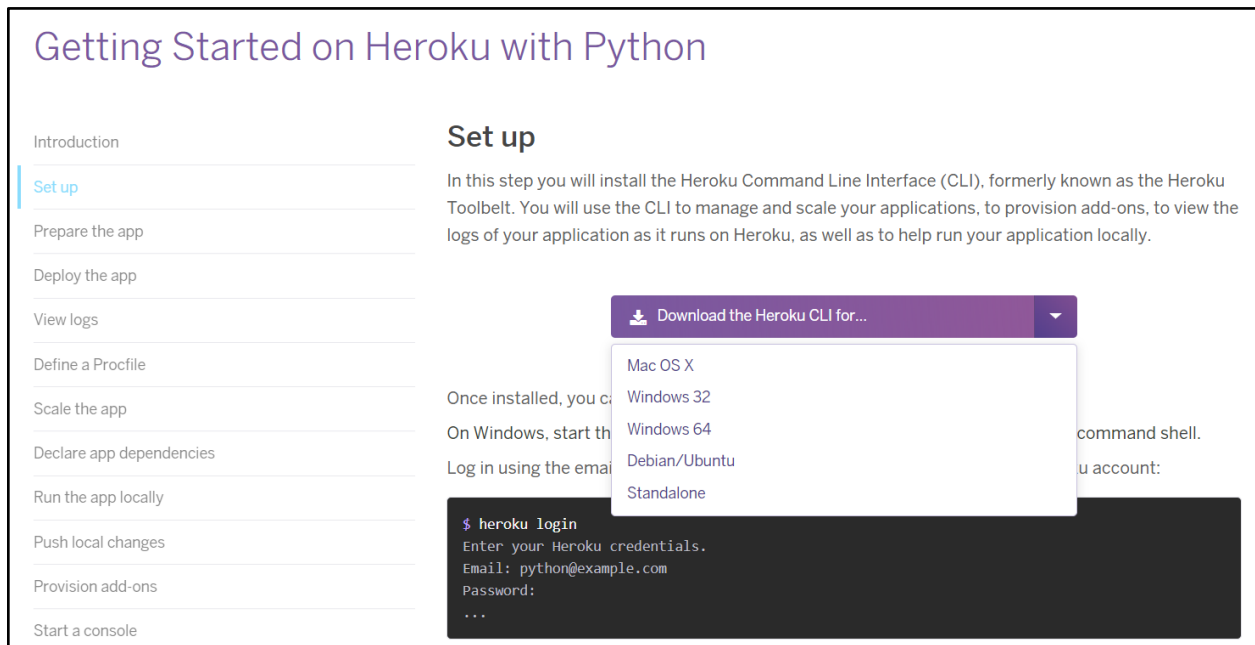 Getting Started on Heroku with Python
Introduction
Set up
Prepare the app
Deploy the app
View logs
Define a Procfile
Scale the app
Declare app dependencies
Run the app locally
Push local changes
Provision add-ons
Start a console
Set up
In this step you will install the Heroku Command Line Interface (CLI), formerly known as the Heroku
Toolbelt. You will use the CLI to manage and scale your applications, to provision add-ons, to view the
logs of your application as it runs on Heroku, as well as to help run your application locally.
Download the Heroku CLI for...
Mac OS X
Windows 32
Windows 64
Debian/Ubuntu
Standalone
Once installed, you
On Windows, start command shell.
Log in using the account:
$ heroku login
Enter your Heroku credentials.
Email: python@example.com
Password:
...